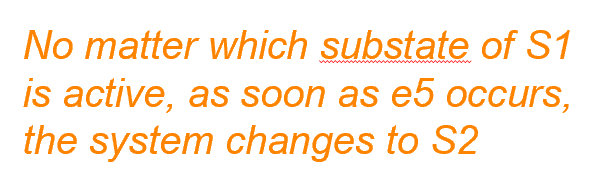 No matter which substate of S1
is active, as soon as e5 occurs,
the system changes to S2